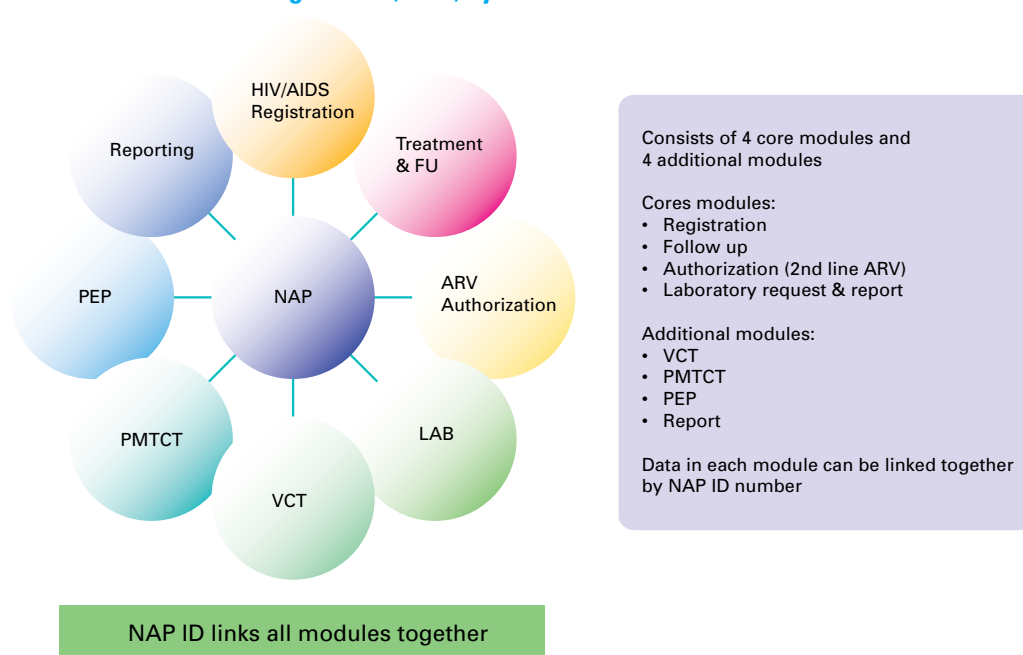 HIV/AIDS
Registration
Treatment
& FU
Reporting
PEP
NAP
ARV
Authorization
PMTCT
LAB
VCT
NAP ID links all modules together
Consists of 4 core modules and
4 additional modules
Cores modules:
• Registration
• Follow up
• Authorization (2nd line ARV)
• Laboratory request & report
Additional modules:
• VCT
• PMTCT
• PEP
• Report
Data in each module can be linked together
by NAP ID number